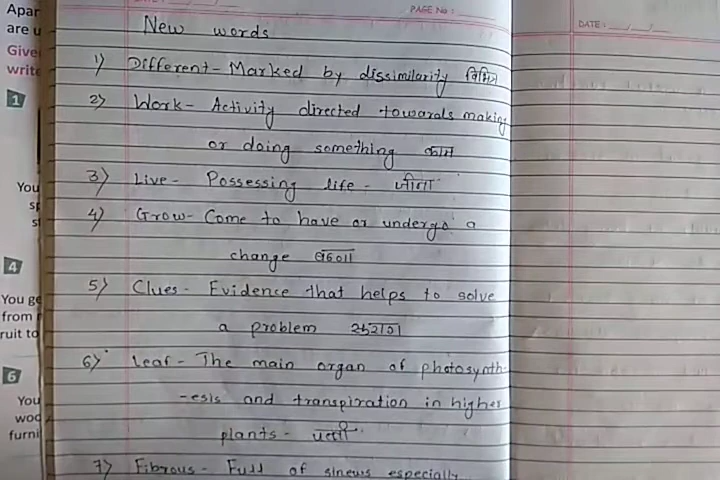 Apar
are u
Give
write
1
You
sp
sl
4
You ge
from
ruit to
6
You
woo
furni
PAGE No :
DATE :
New words
1) Different - Marked by dissimilarity विभिन्न
2) Work - Activity directed towards making
or doing something काम
3) Live - Possessing life - जीना
4) Grow - Come to have or undergo a
change बढना
5) Clues - Evidence that helps to solve
a problem सुराग
6) Leaf - The main organ of photosynth-
-esis and transpiration in higher
plants - पत्ती
7) Fibrous - Full of sinews especially